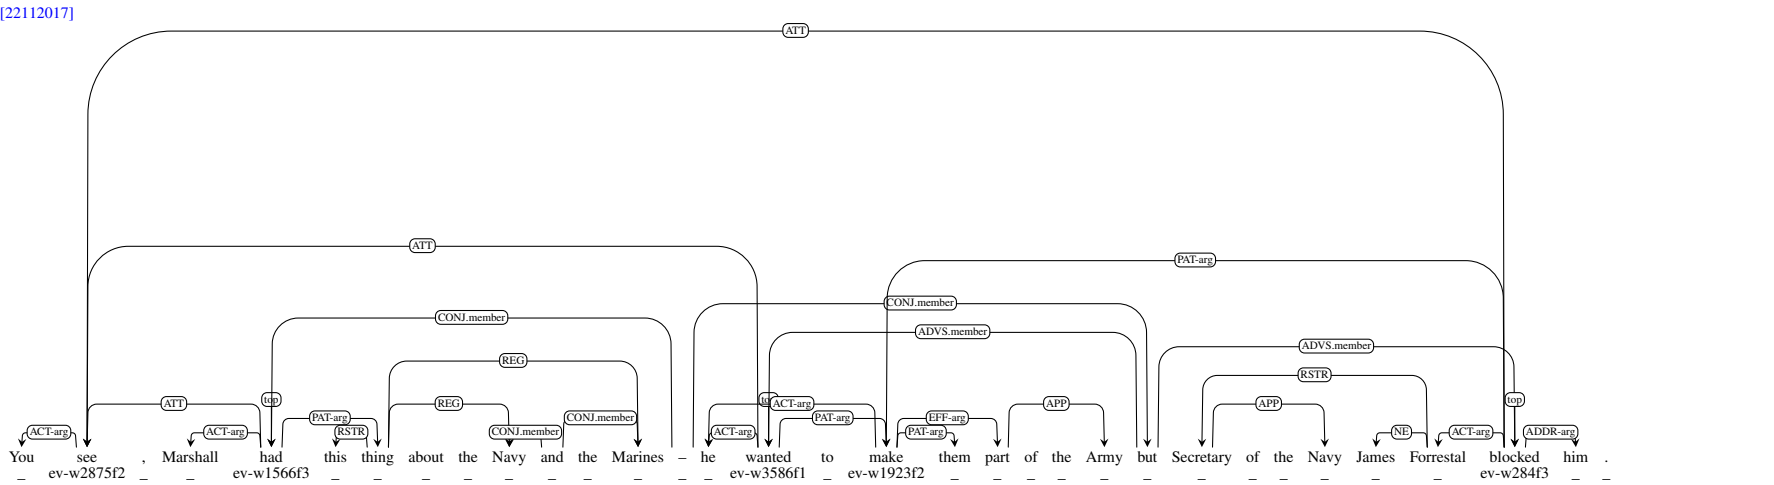 [22112017]
ATT
ATT
PAT-arg
CONJ.member
CONJ.member
ADVS.member
ADVS.member
REG
RSTR
top top
ATT REG ACT-arg APP APP
PAT-arg CONJ.member PAT-arg EFF-arg
ACT-arg ACT-arg RSTR CONJ.member ACT-arg PAT-arg NE ACT-arg ADDR-arg
You see , Marshall had this thing about the Navy and the Marines – he wanted to make them part of the Army but Secretary of the Navy James Forrestal blocked him .
_ ev-w2875f2 _ _ ev-w1566f3 _ _ _ _ _ _ _ _ _ _ ev-w3586f1 _ ev-w1923f2 _ _ _ _ _ _ _ _ _ _ _ _ ev-w284f3 _ _